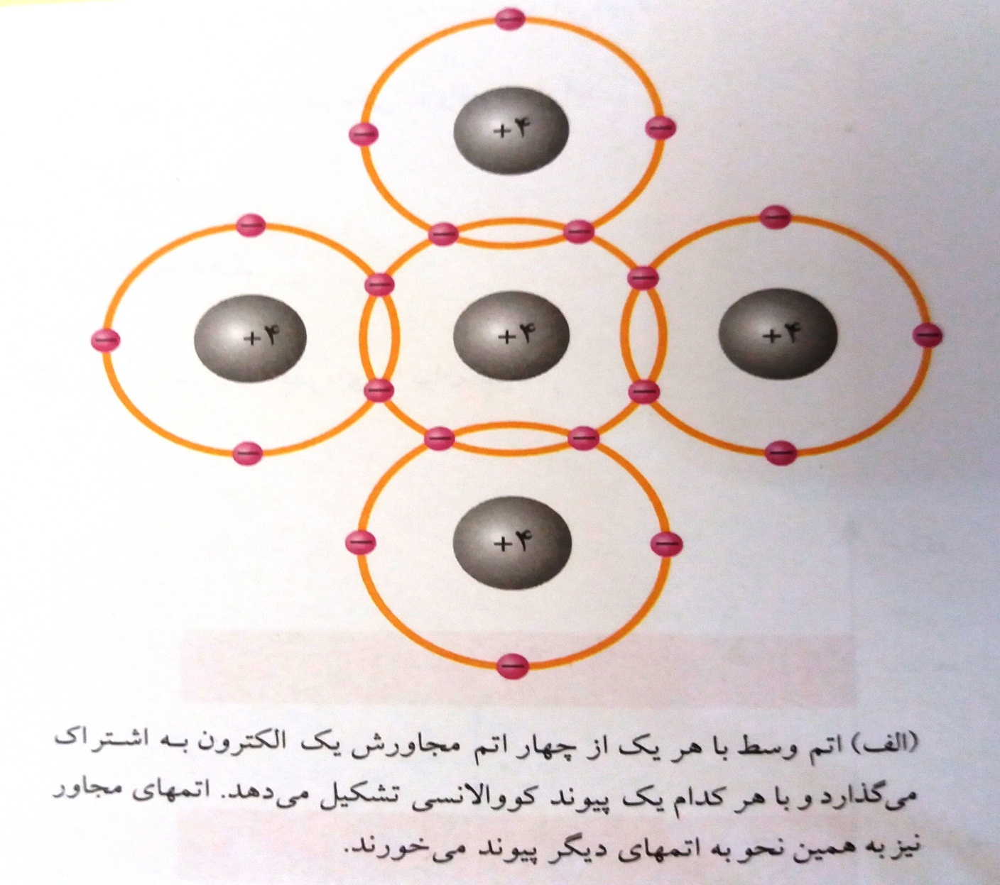 +۴
+۴
+۴
+۴
+۴
(الف) اتم وسط با هر یک از چهار اتم مجاورش یک الکترون به اشتراک
می‌گذارد و با هر کدام یک پیوند کووالانسی تشکیل می‌دهد. اتمهای مجاور
نیز به همین نحو به اتمهای دیگر پیوند می‌خورند.